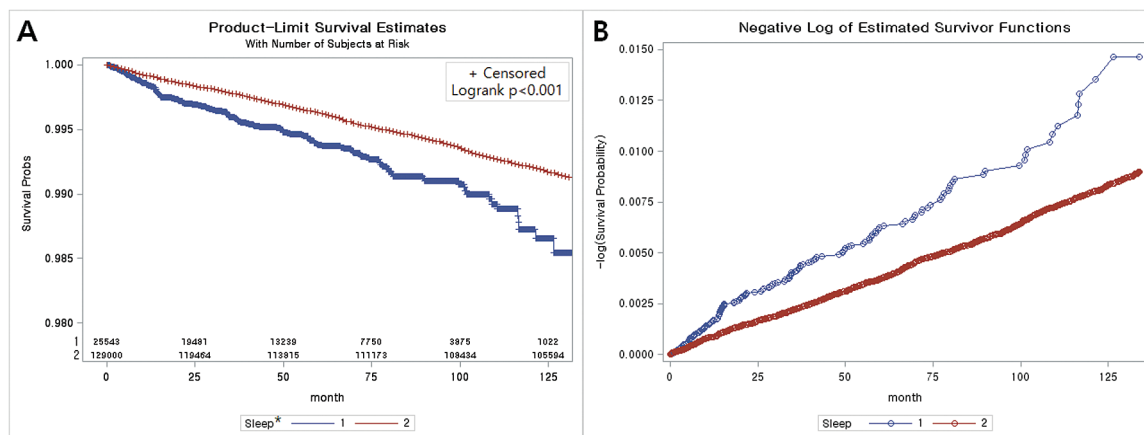 A
Product-Limit Survival Estimates
With Number of Subjects at Risk
+ Censored
Logrank p<0.001
Survival Probs
1.000
0.995
0.990
0.985
0.980
1 25543 19481 13239 7750 3975 1022
2 129000 119464 113915 111173 108434 105594
0 25 50 75 100 125
month
Sleep* 1 2
B
Negative Log of Estimated Survivor Functions
-log(Survival Probability)
0.0150
0.0125
0.0100
0.0075
0.0050
0.0025
0.0000
0 25 50 75 100 125
month
Sleep 1 2